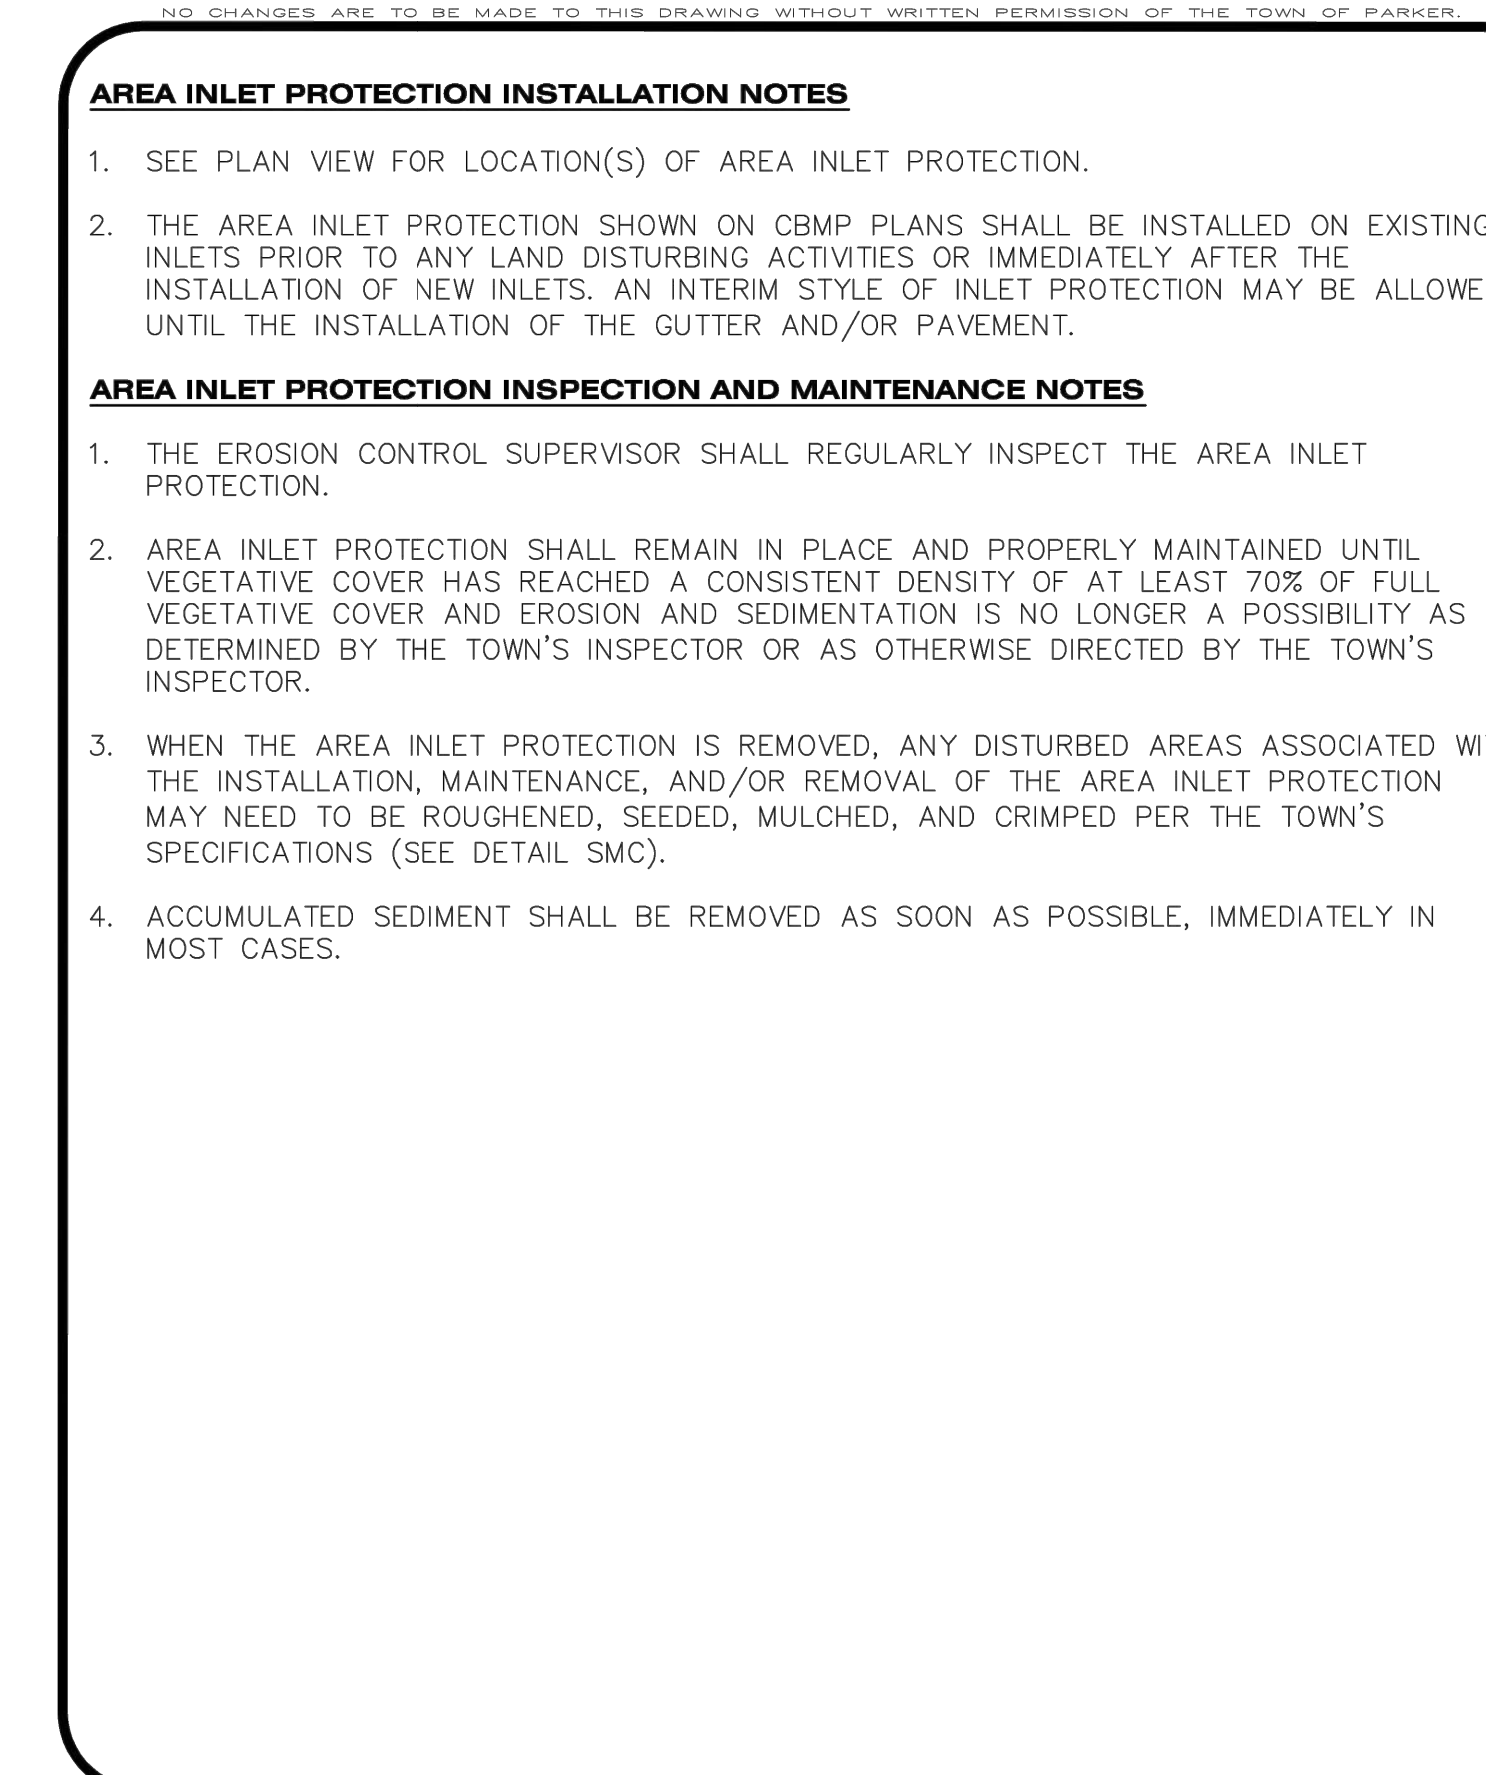 NO CHANGES ARE TO BE MADE TO THIS DRAWING WITHOUT WRITTEN PERMISSION OF THE TOWN OF PARKER.
AREA INLET PROTECTION INSTALLATION NOTES
1. SEE PLAN VIEW FOR LOCATION(S) OF AREA INLET PROTECTION.
2. THE AREA INLET PROTECTION SHOWN ON CBMP PLANS SHALL BE INSTALLED ON EXISTING
INLETS PRIOR TO ANY LAND DISTURBING ACTIVITIES OR IMMEDIATELY AFTER THE
INSTALLATION OF NEW INLETS. AN INTERIM STYLE OF INLET PROTECTION MAY BE ALLOWE
UNTIL THE INSTALLATION OF THE GUTTER AND/OR PAVEMENT.
AREA INLET PROTECTION INSPECTION AND MAINTENANCE NOTES
1. THE EROSION CONTROL SUPERVISOR SHALL REGULARLY INSPECT THE AREA INLET
PROTECTION.
2. AREA INLET PROTECTION SHALL REMAIN IN PLACE AND PROPERLY MAINTAINED UNTIL
VEGETATIVE COVER HAS REACHED A CONSISTENT DENSITY OF AT LEAST 70% OF FULL
VEGETATIVE COVER AND EROSION AND SEDIMENTATION IS NO LONGER A POSSIBILITY AS
DETERMINED BY THE TOWN'S INSPECTOR OR AS OTHERWISE DIRECTED BY THE TOWN'S
INSPECTOR.
3. WHEN THE AREA INLET PROTECTION IS REMOVED, ANY DISTURBED AREAS ASSOCIATED WI
THE INSTALLATION, MAINTENANCE, AND/OR REMOVAL OF THE AREA INLET PROTECTION
MAY NEED TO BE ROUGHENED, SEEDED, MULCHED, AND CRIMPED PER THE TOWN'S
SPECIFICATIONS (SEE DETAIL SMC).
4. ACCUMULATED SEDIMENT SHALL BE REMOVED AS SOON AS POSSIBLE, IMMEDIATELY IN
MOST CASES.